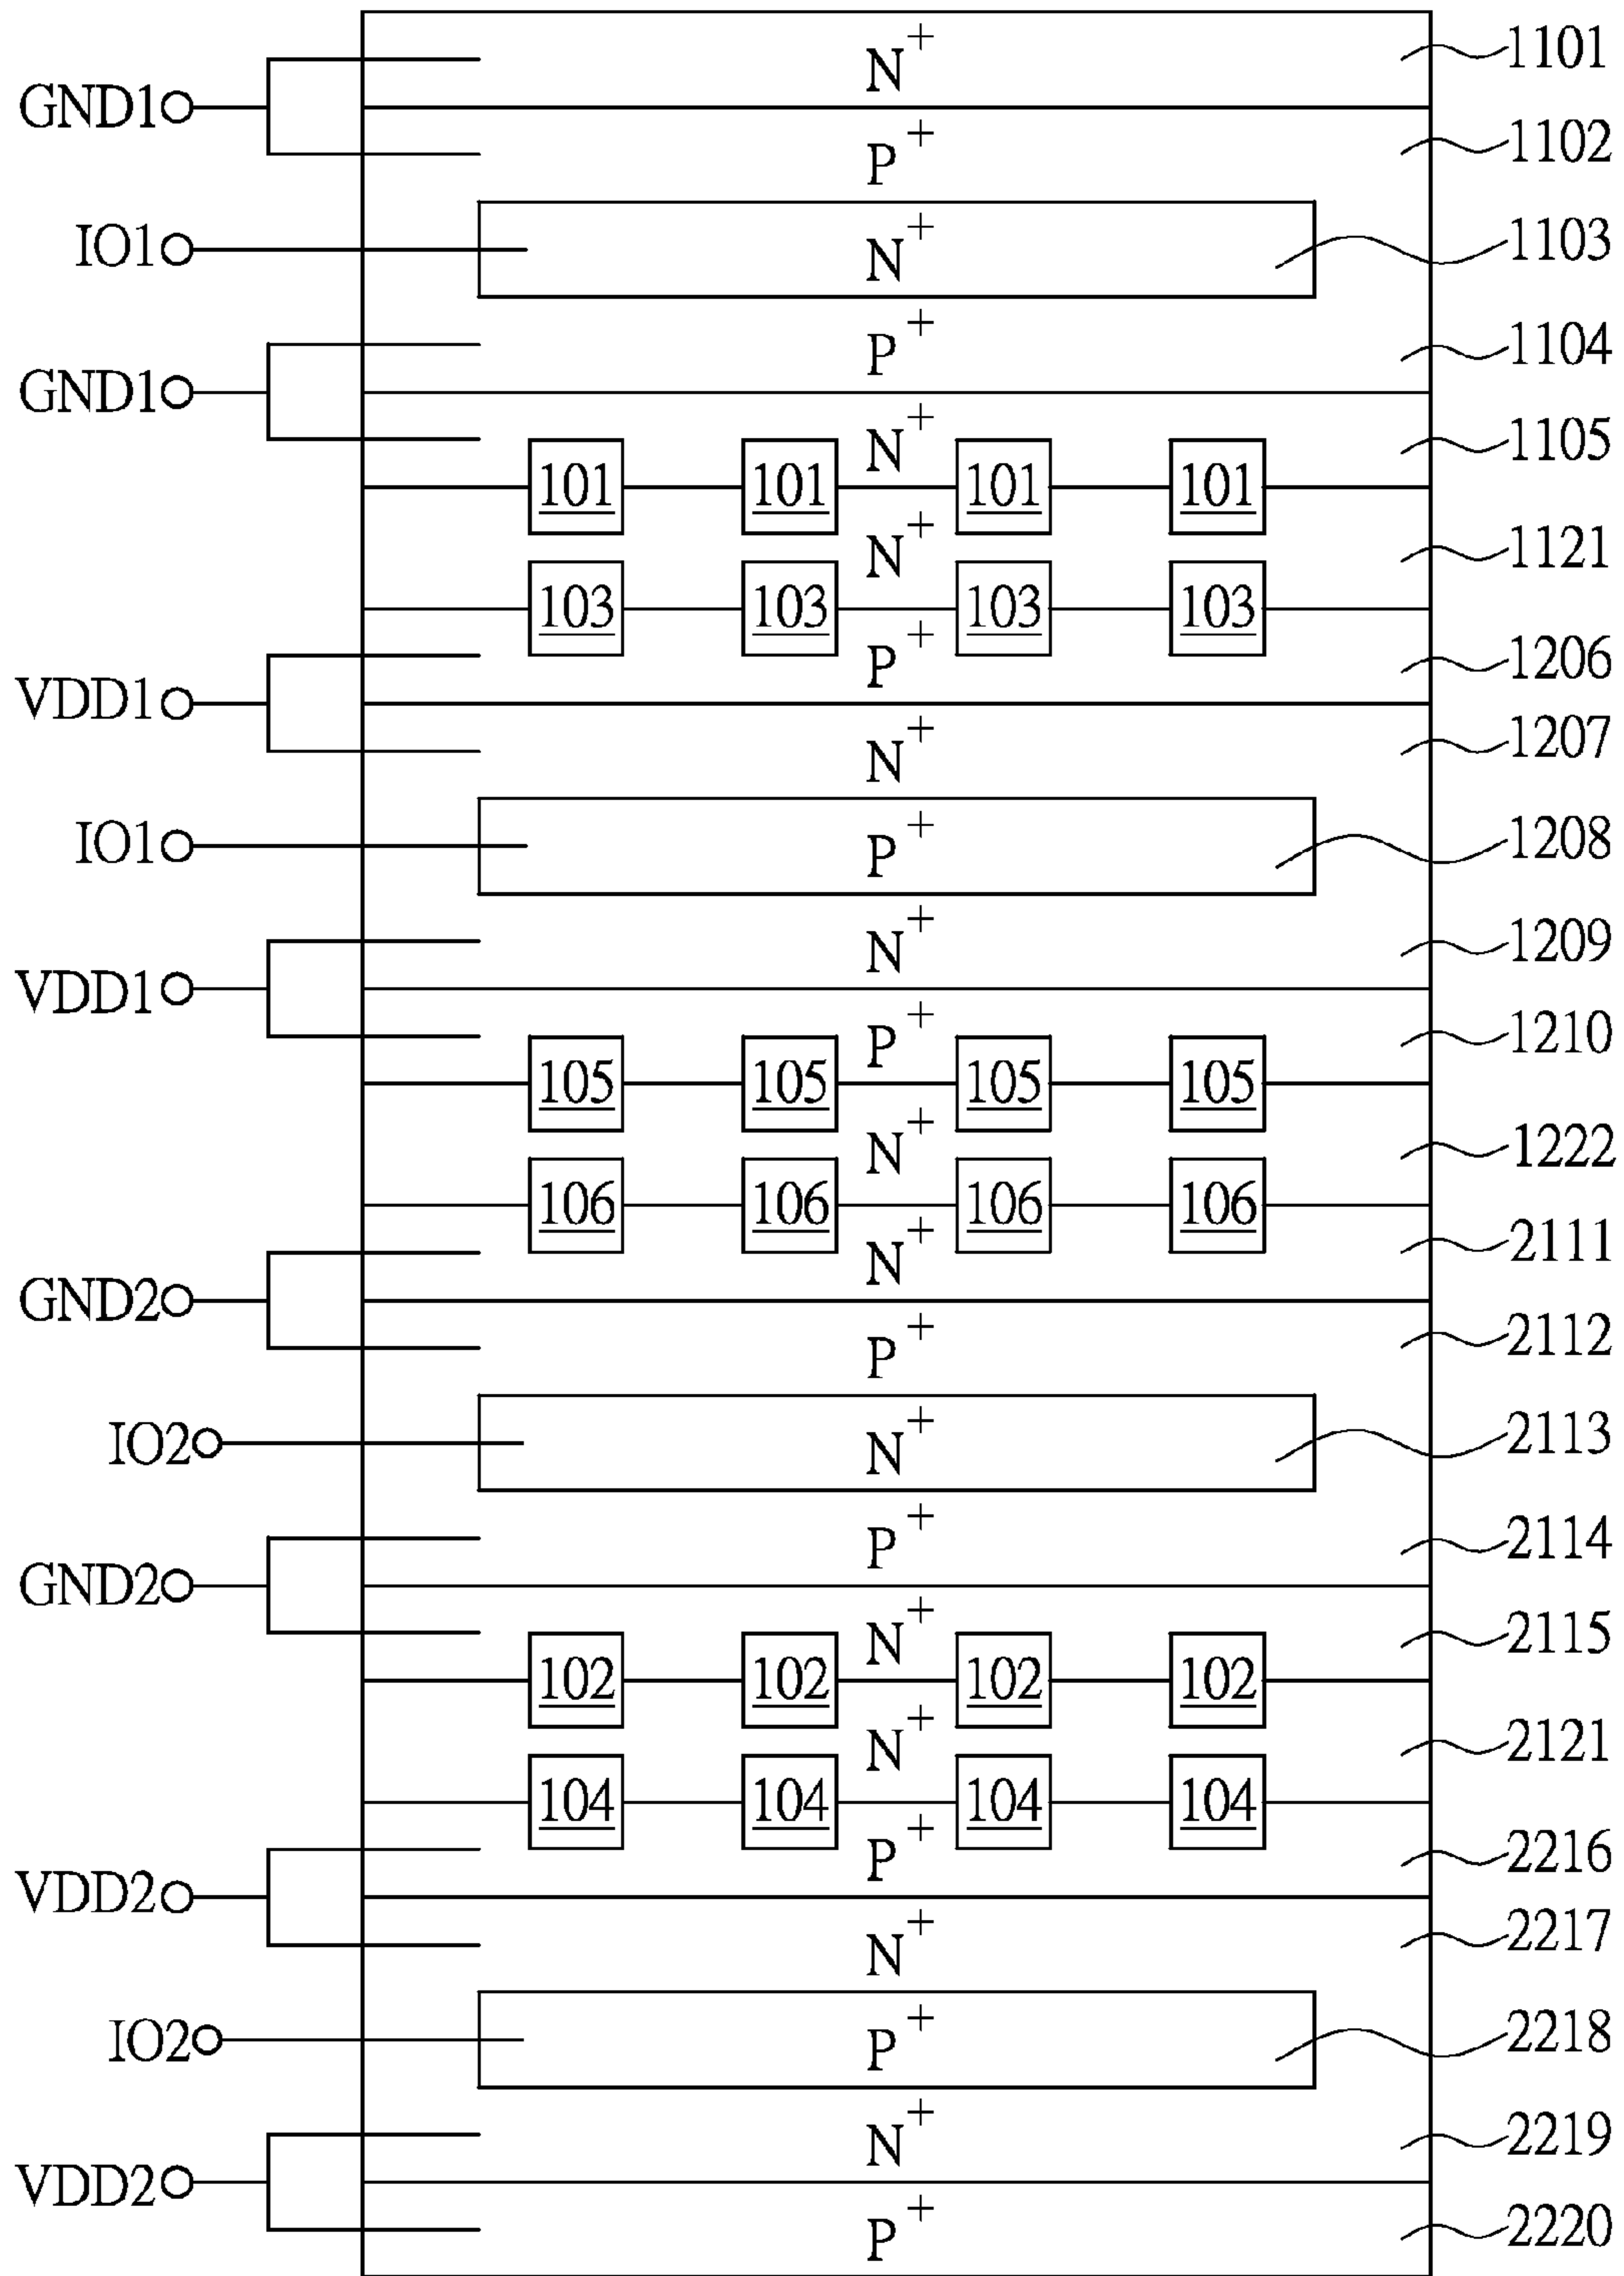 N+ 1101
GND1
P+ 1102
IO1 N+ 1103
P+ 1104
GND1
N+ 1105
101 101 101 101
N+ 1121
103 103 103 103
P+ 1206
VDD1
N+ 1207
IO1 P+ 1208
N+ 1209
VDD1
P+ 1210
105 105 105 105
N+ 1222
106 106 106 106
N+ 2111
GND2
P+ 2112
IO2 N+ 2113
P+ 2114
GND2
N+ 2115
102 102 102 102
N+ 2121
104 104 104 104
P+ 2216
VDD2
N+ 2217
IO2 P+ 2218
N+ 2219
VDD2
P+ 2220